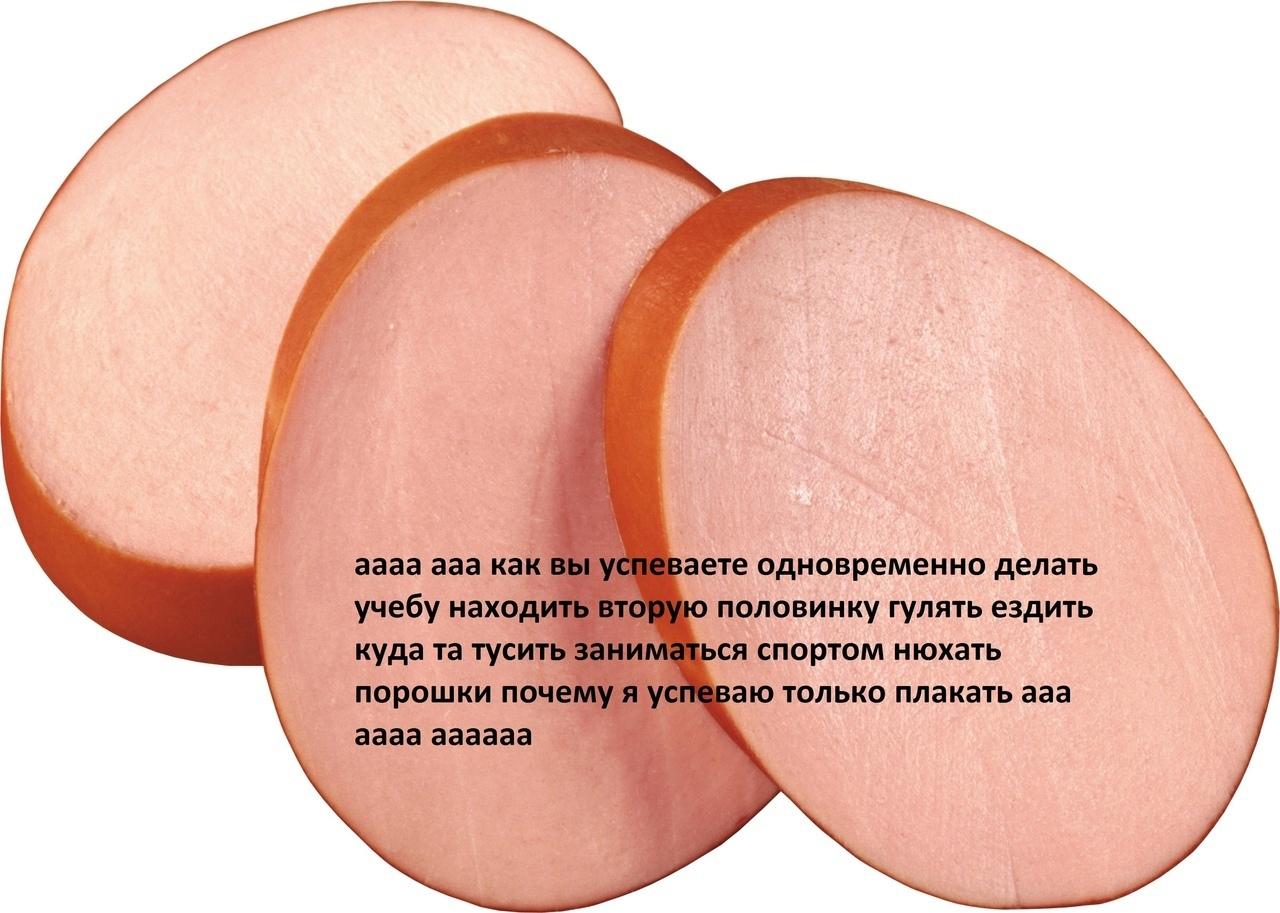 аааа ааа как вы успеваете одновременно делать
учебу находить вторую половинку гулять ездить
куда та тусить заниматься спортом нюхать
порошки почему я успеваю только плакать ааа
аааа аааааа